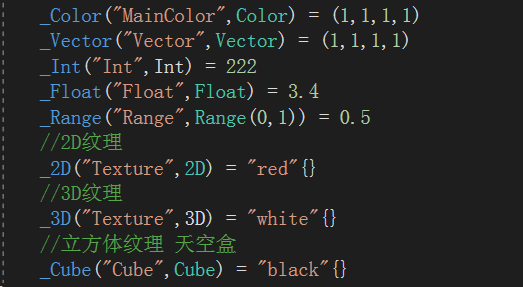 _Color("MainColor",Color) = (1,1,1,1)
_Vector("Vector",Vector) = (1,1,1,1)
_Int("Int",Int) = 222
_Float("Float",Float) = 3.4
_Range("Range",Range(0,1)) = 0.5
//2D纹理
_2D("Texture",2D) = "red"{}
//3D纹理
_3D("Texture",3D) = "white"{}
//立方体纹理 天空盒
_Cube("Cube",Cube) = "black"{}